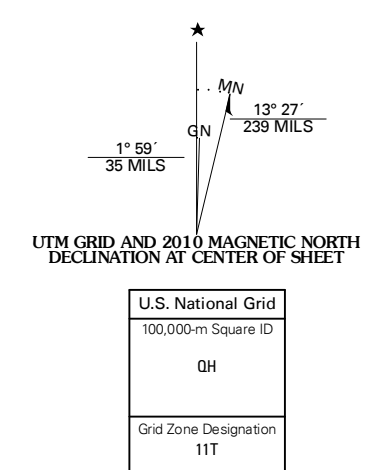 ★
MN
GN
13° 27´
239 MILS
1° 59´
35 MILS
UTM GRID AND 2010 MAGNETIC NORTH
DECLINATION AT CENTER OF SHEET
U.S. National Grid
100,000-m Square ID
QH
Grid Zone Designation
11T